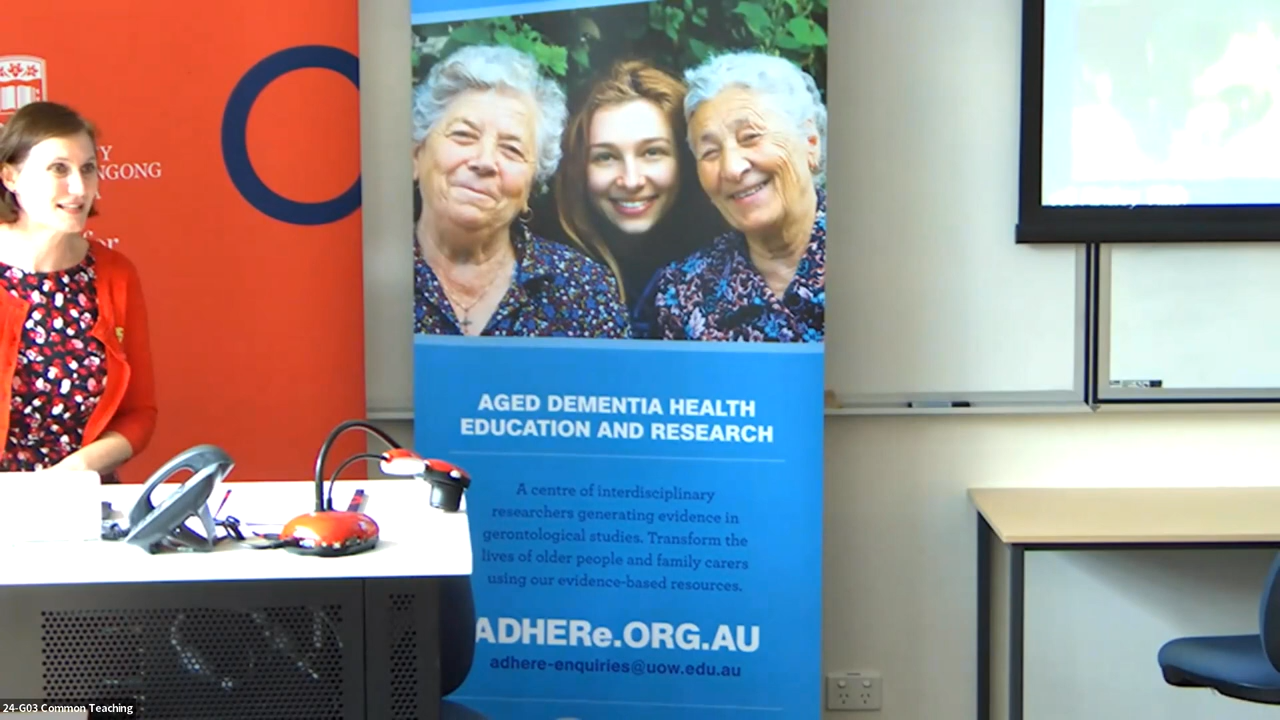 Y
NGONG
for
AGED DEMENTIA HEALTH
EDUCATION AND RESEARCH
A centre of interdisciplinary
researchers generating evidence in
gerontological studies. Transform the
lives of older people and family carers
using our evidence-based resources.
ADHERe.ORG.AU
adhere-enquiries@uow.edu.au
24-G03 Common Teaching